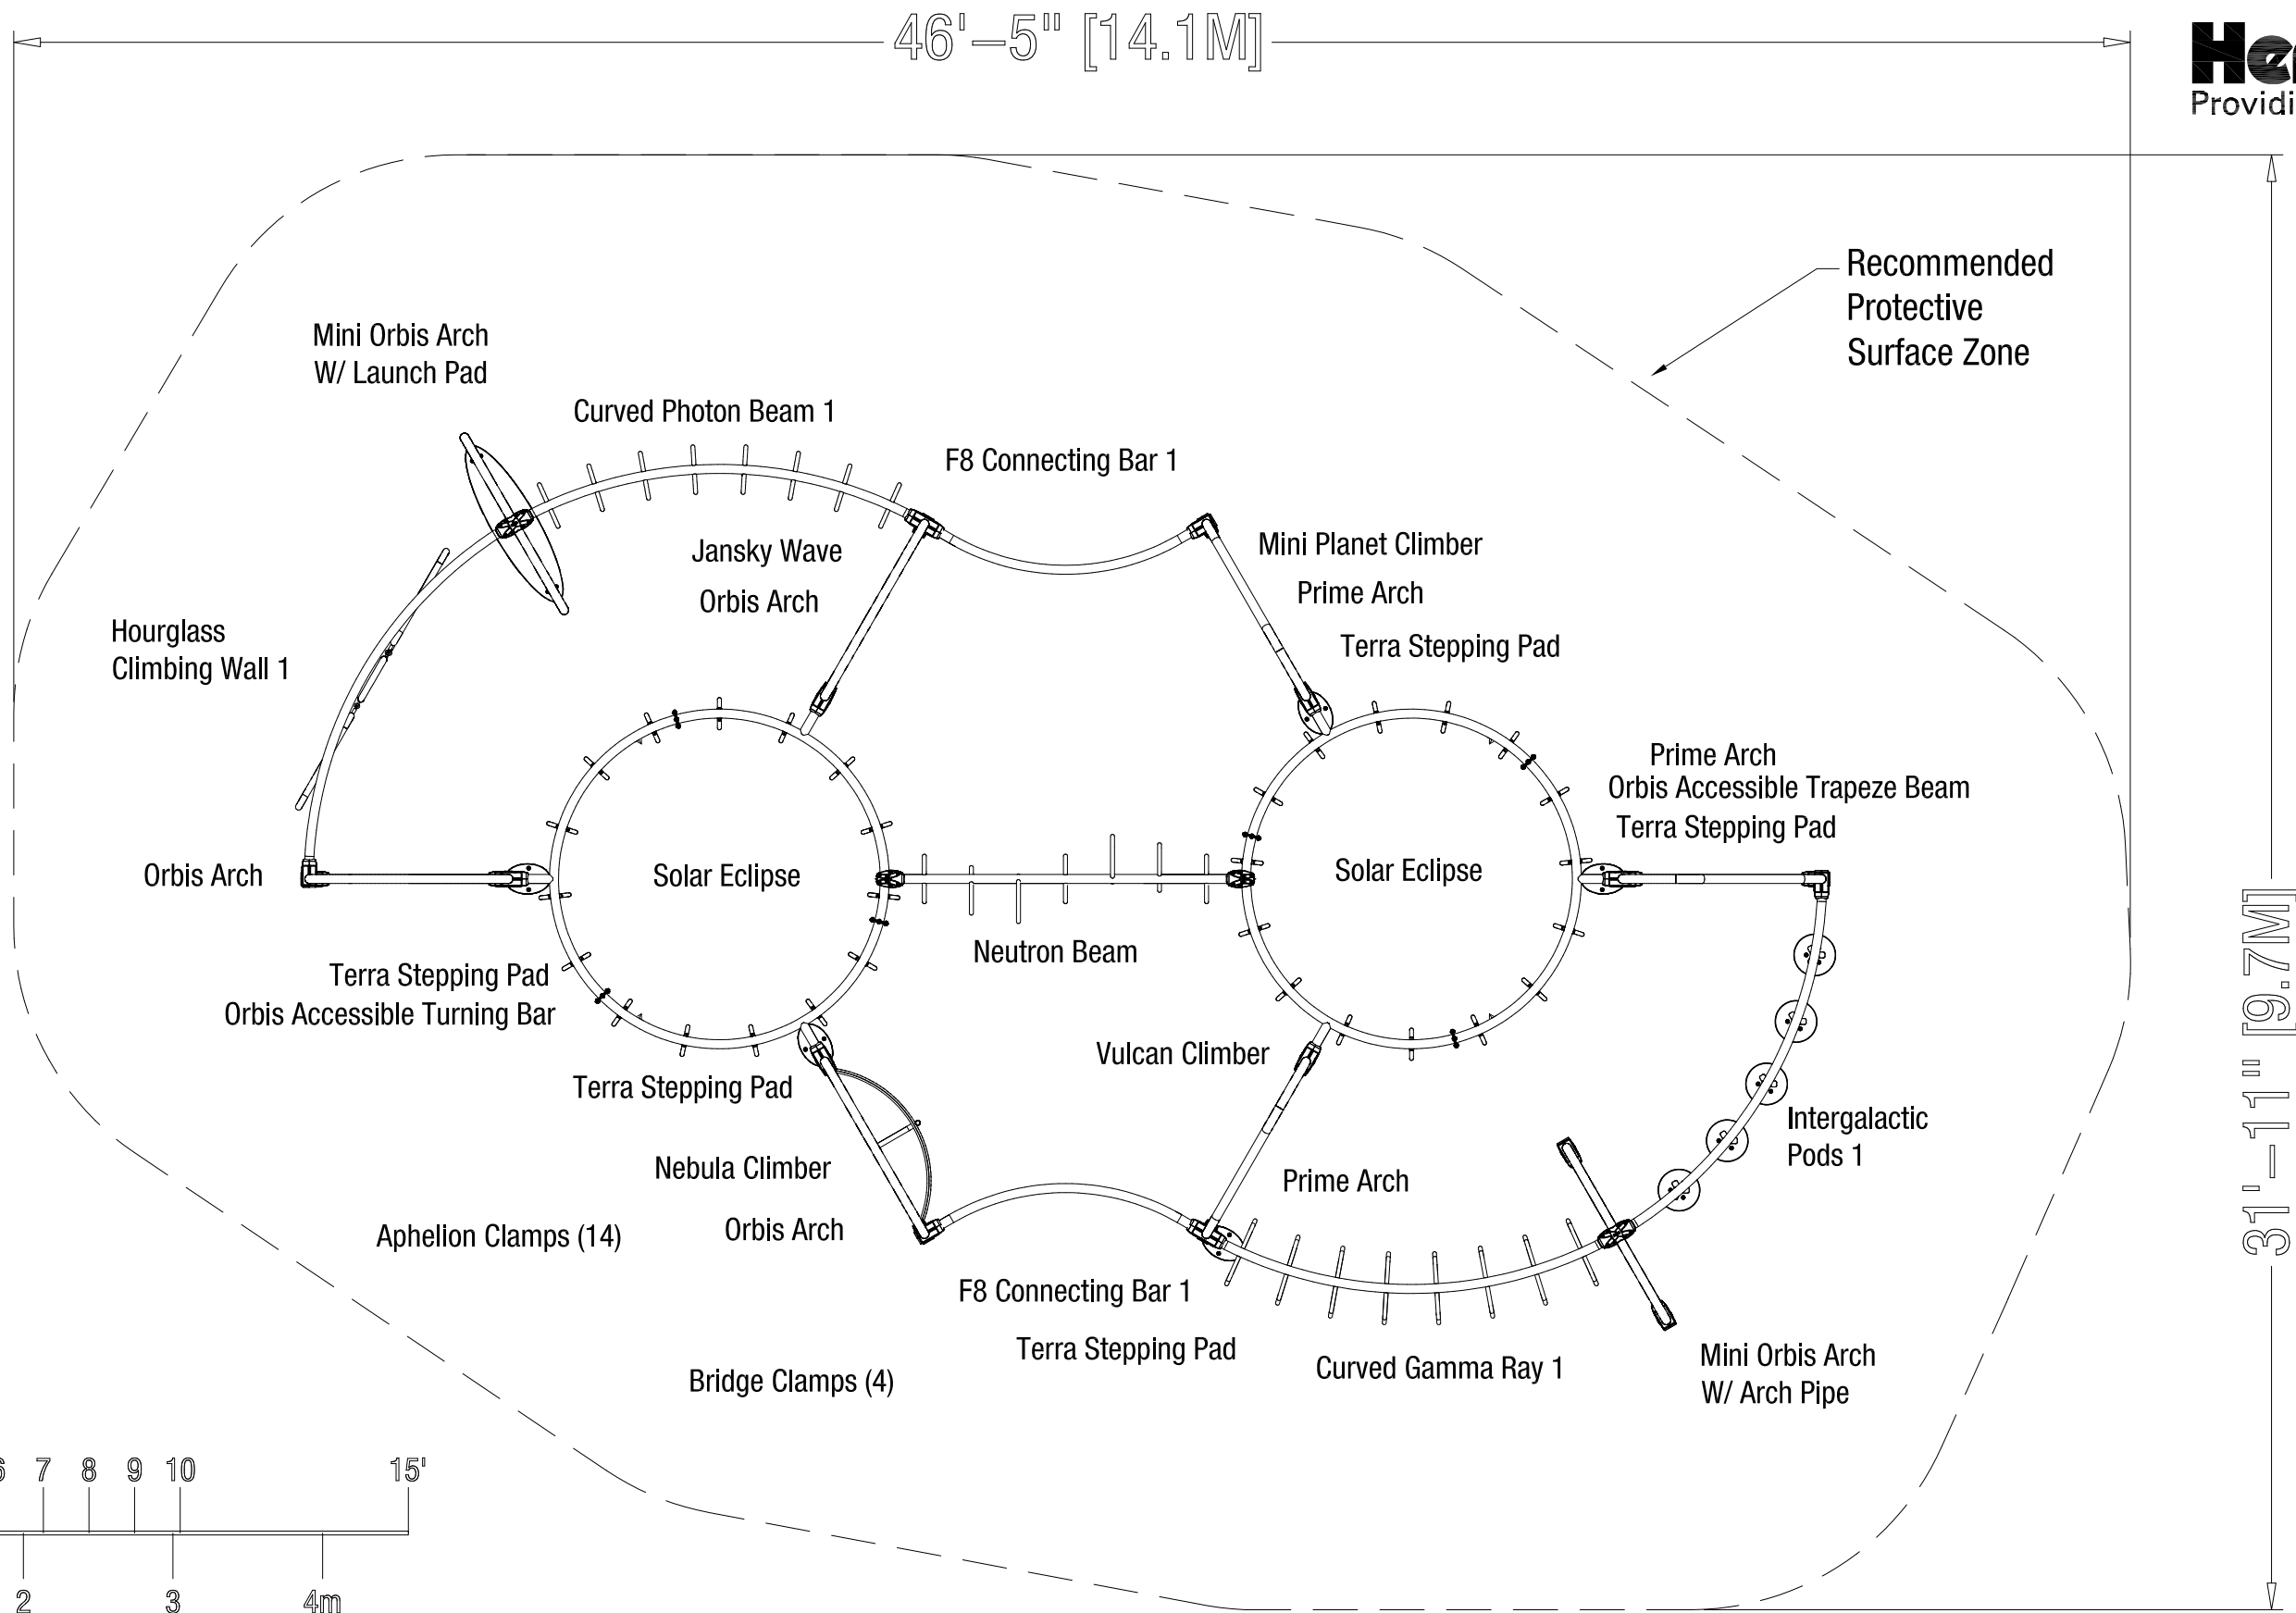 46'–5" [14.1M]
Providi
Recommended
Protective
Surface Zone
Mini Orbis Arch
W/ Launch Pad
Curved Photon Beam 1
F8 Connecting Bar 1
Jansky Wave
Orbis Arch
Mini Planet Climber
Prime Arch
Terra Stepping Pad
Hourglass
Climbing Wall 1
Prime Arch
Orbis Accessible Trapeze Beam
Terra Stepping Pad
Orbis Arch
Solar Eclipse
Solar Eclipse
31'–11" [9.7M]
Neutron Beam
Terra Stepping Pad
Orbis Accessible Turning Bar
Vulcan Climber
Terra Stepping Pad
Intergalactic
Pods 1
Nebula Climber
Prime Arch
Aphelion Clamps (14)
Orbis Arch
F8 Connecting Bar 1
Terra Stepping Pad
Curved Gamma Ray 1
Mini Orbis Arch
W/ Arch Pipe
Bridge Clamps (4)
7 8 9 10 15'
2 3 4m